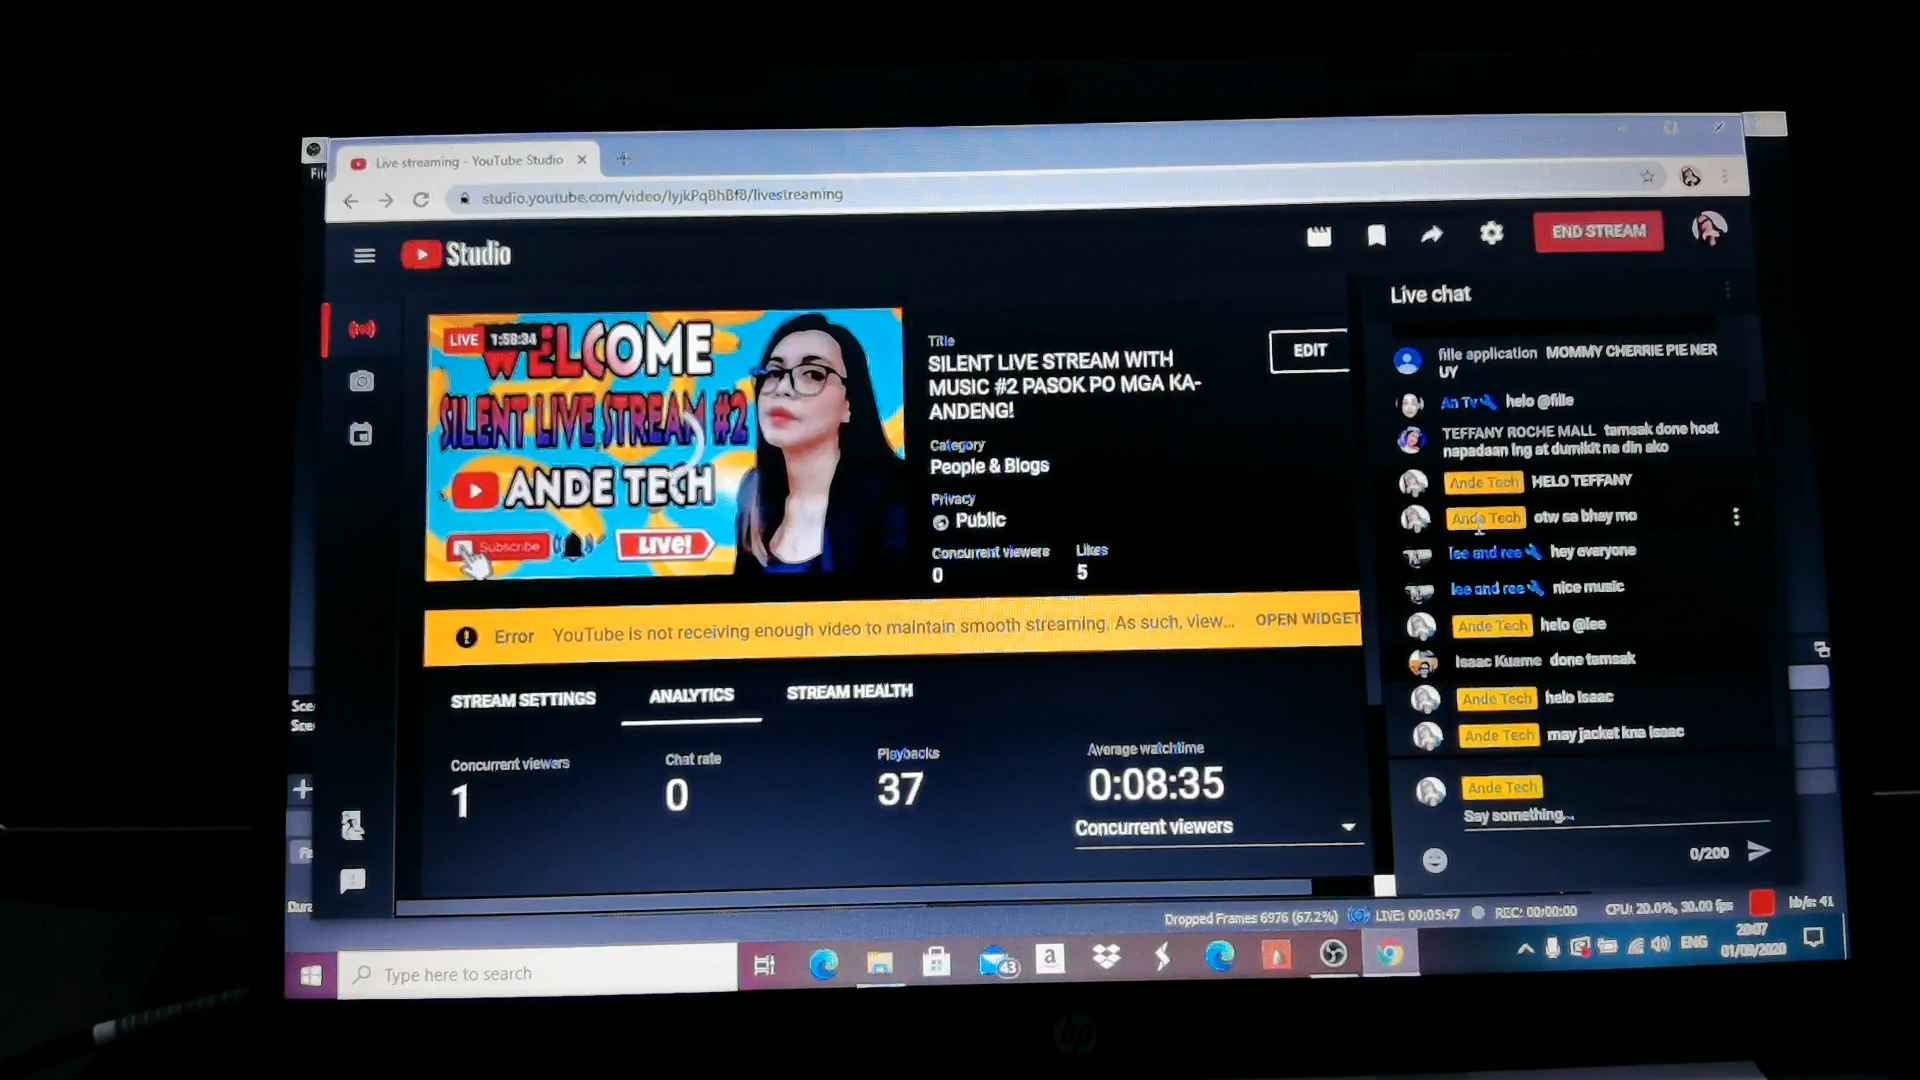 Live streaming - YouTube Studio
studio.youtube.com/video/lyjkPqBhBf8/livestreaming
Studio
END STREAM
LIVE 1:58:34
WELCOME
SILENT LIVE STREAM #2
ANDE TECH
Subscribe
LIVE!
Title
SILENT LIVE STREAM WITH
MUSIC #2 PASOK PO MGA KA-
ANDENG!
EDIT
Category
People & Blogs
Privacy
Public
Concurrent viewers Likes
0 5
Error YouTube is not receiving enough video to maintain smooth streaming. As such, view... OPEN WIDGET
STREAM SETTINGS ANALYTICS STREAM HEALTH
Concurrent viewers Chat rate Playbacks Average watchtime
1 0 37 0:08:35
Concurrent viewers
Live chat
fille application MOMMY CHERRIE PIE NER
UY
An Tv helo @fille
TEFFANY ROCHE MALL tamsak done host
napadaan lng at dumikit na din ako
Ande Tech HELO TEFFANY
Ande Tech otw sa bhay mo
lee and ree hey everyone
lee and ree nice music
Ande Tech helo @lee
Isaac Kuame done tamsak
Ande Tech helo Isaac
Ande Tech may jacket kna isaac
Ande Tech
Say something...
0/200
Sce
Sce
Dura
Dropped Frames 6976 (67.2%) LIVE: 00:05:47 REC: 00:00:00 CPU: 20.0%, 30.00 fps kb/s: 41
Type here to search
43
a
ENG
20:07
01/09/2020
hp